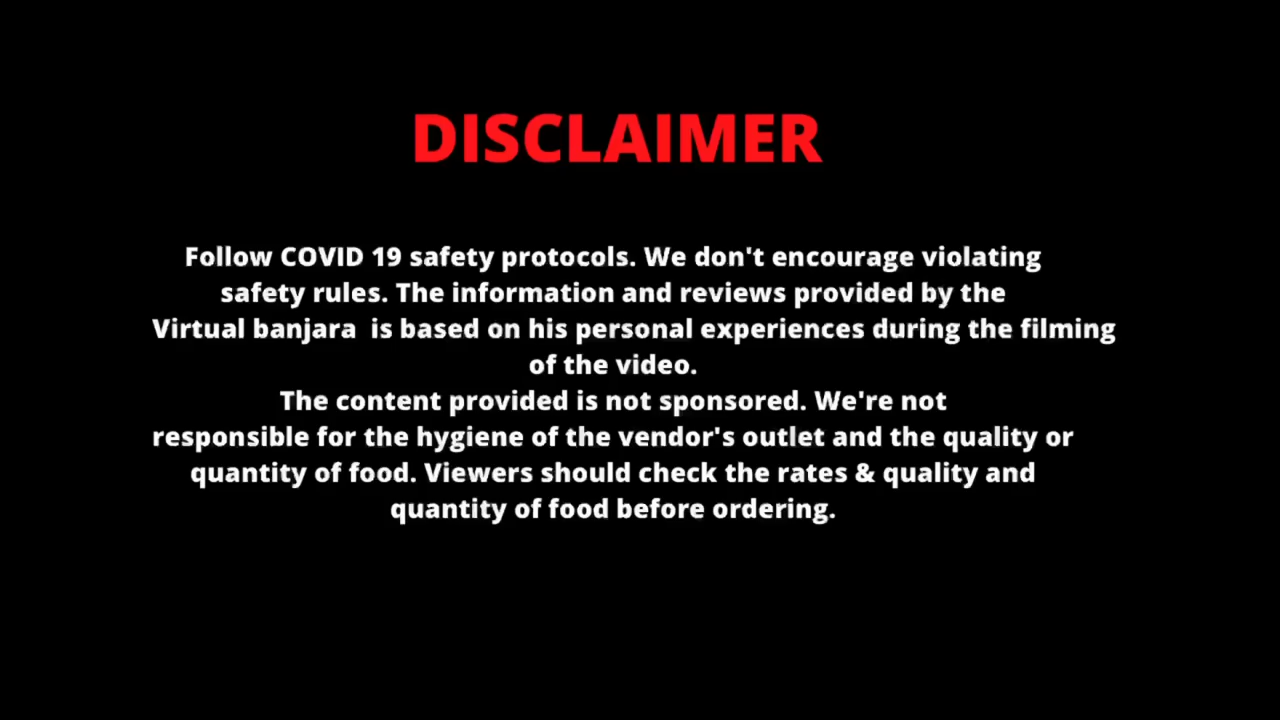 DISCLAIMER
Follow COVID 19 safety protocols. We don't encourage violating
safety rules. The information and reviews provided by the
Virtual banjara  is based on his personal experiences during the filming
of the video.
The content provided is not sponsored. We're not
responsible for the hygiene of the vendor's outlet and the quality or
quantity of food. Viewers should check the rates & quality and
quantity of food before ordering.